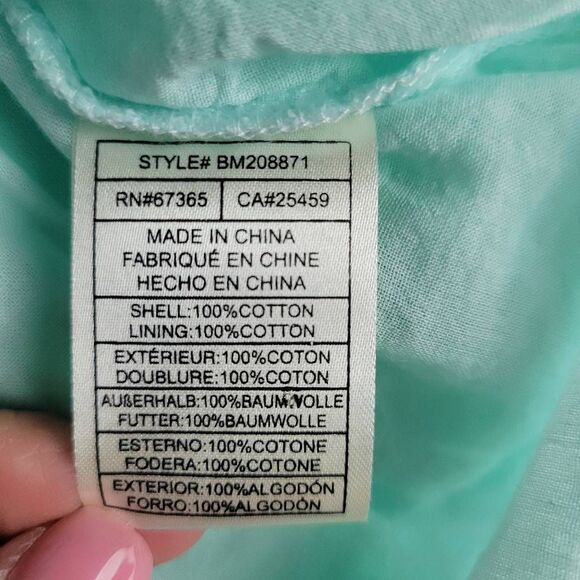 STYLE# BM208871
RN#67365 CA#25459
MADE IN CHINA
FABRIQUÉ EN CHINE
HECHO EN CHINA
SHELL:100%COTTON
LINING:100%COTTON
EXTÉRIEUR:100%COTON
DOUBLURE:100%COTON
AUßERHALB:100%BAUMWOLLE
FUTTER:100%BAUMWOLLE
ESTERNO:100%COTONE
FODERA:100%COTONE
EXTERIOR:100%ALGODÓN
FORRO:100%ALGODÓN